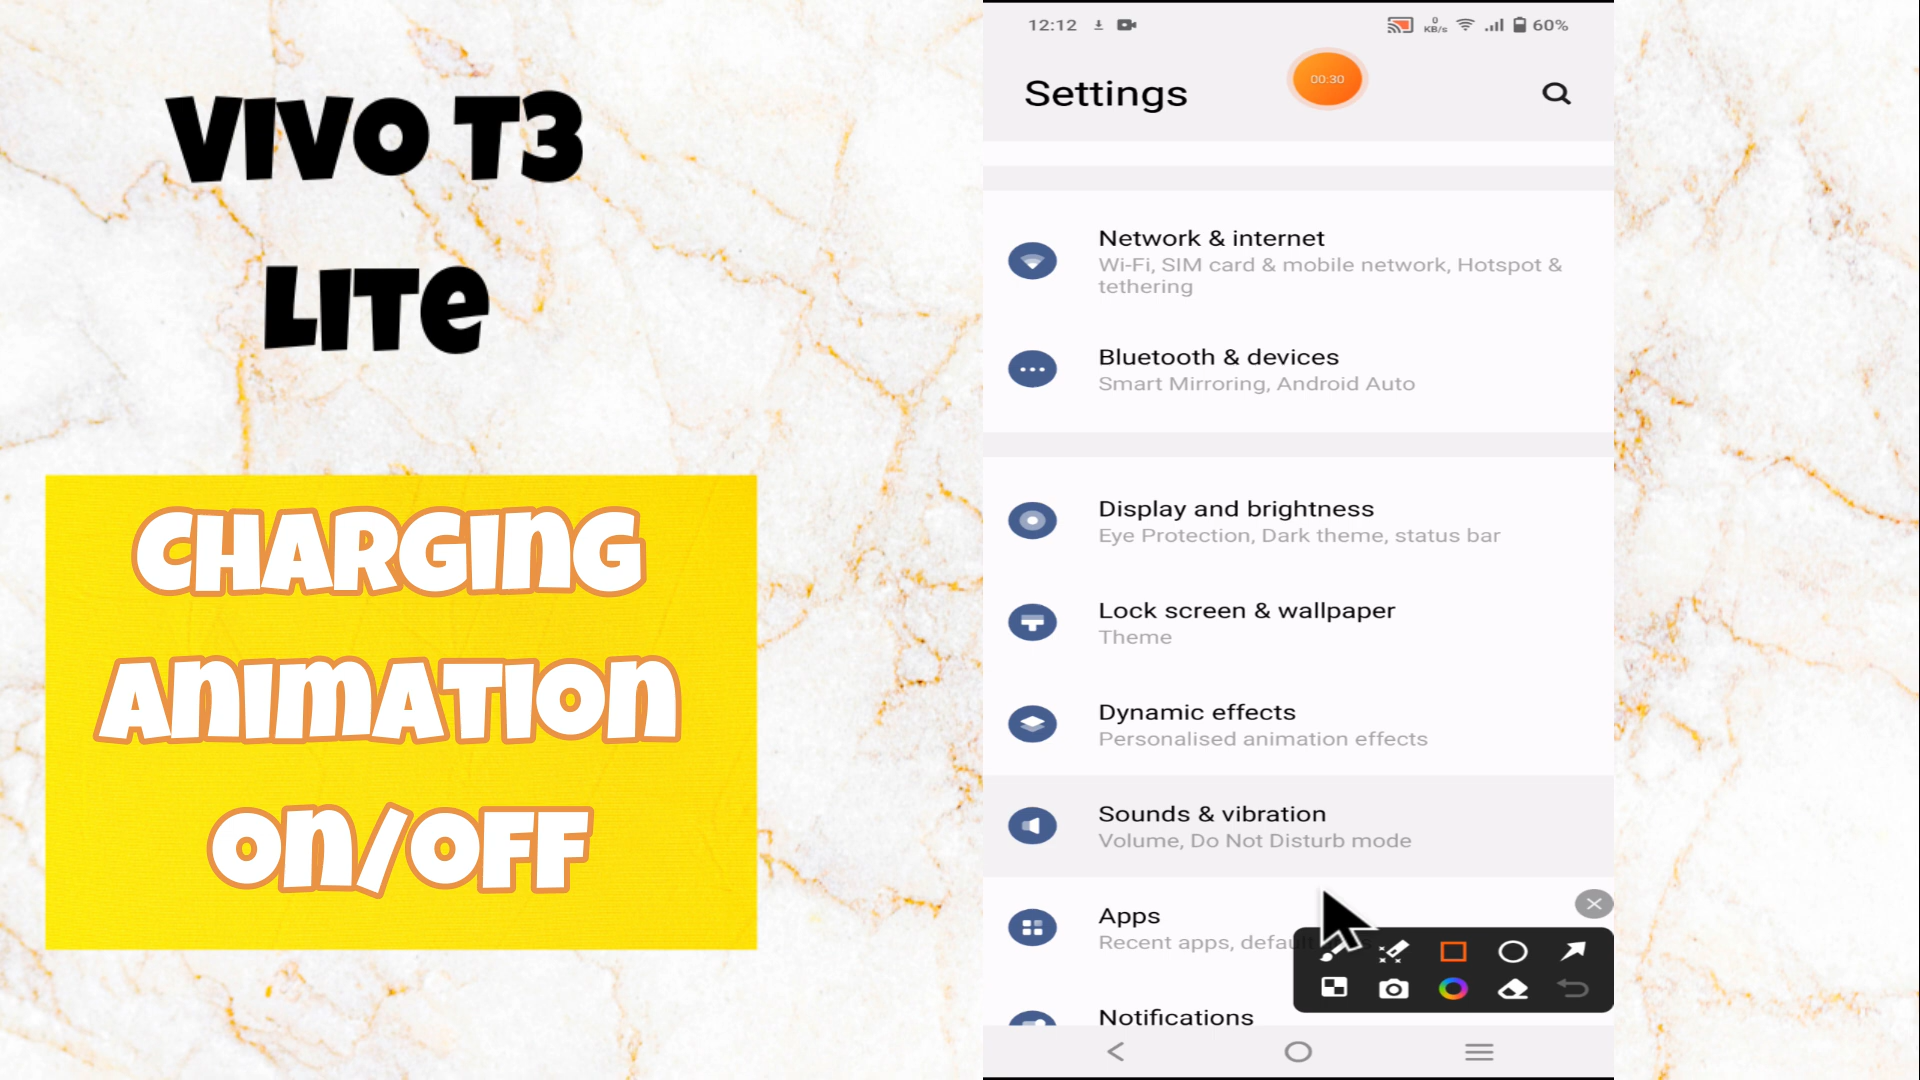 VIVO T3
LITE
CHARGING
ANIMATION
ON/OFF
12:12
0
KB/s
60%
00:30
Settings
Network & internet
Wi-Fi, SIM card & mobile network, Hotspot &
tethering
Bluetooth & devices
Smart Mirroring, Android Auto
Display and brightness
Eye Protection, Dark theme, status bar
Lock screen & wallpaper
Theme
Dynamic effects
Personalised animation effects
Sounds & vibration
Volume, Do Not Disturb mode
Apps
Recent apps,
Notifications